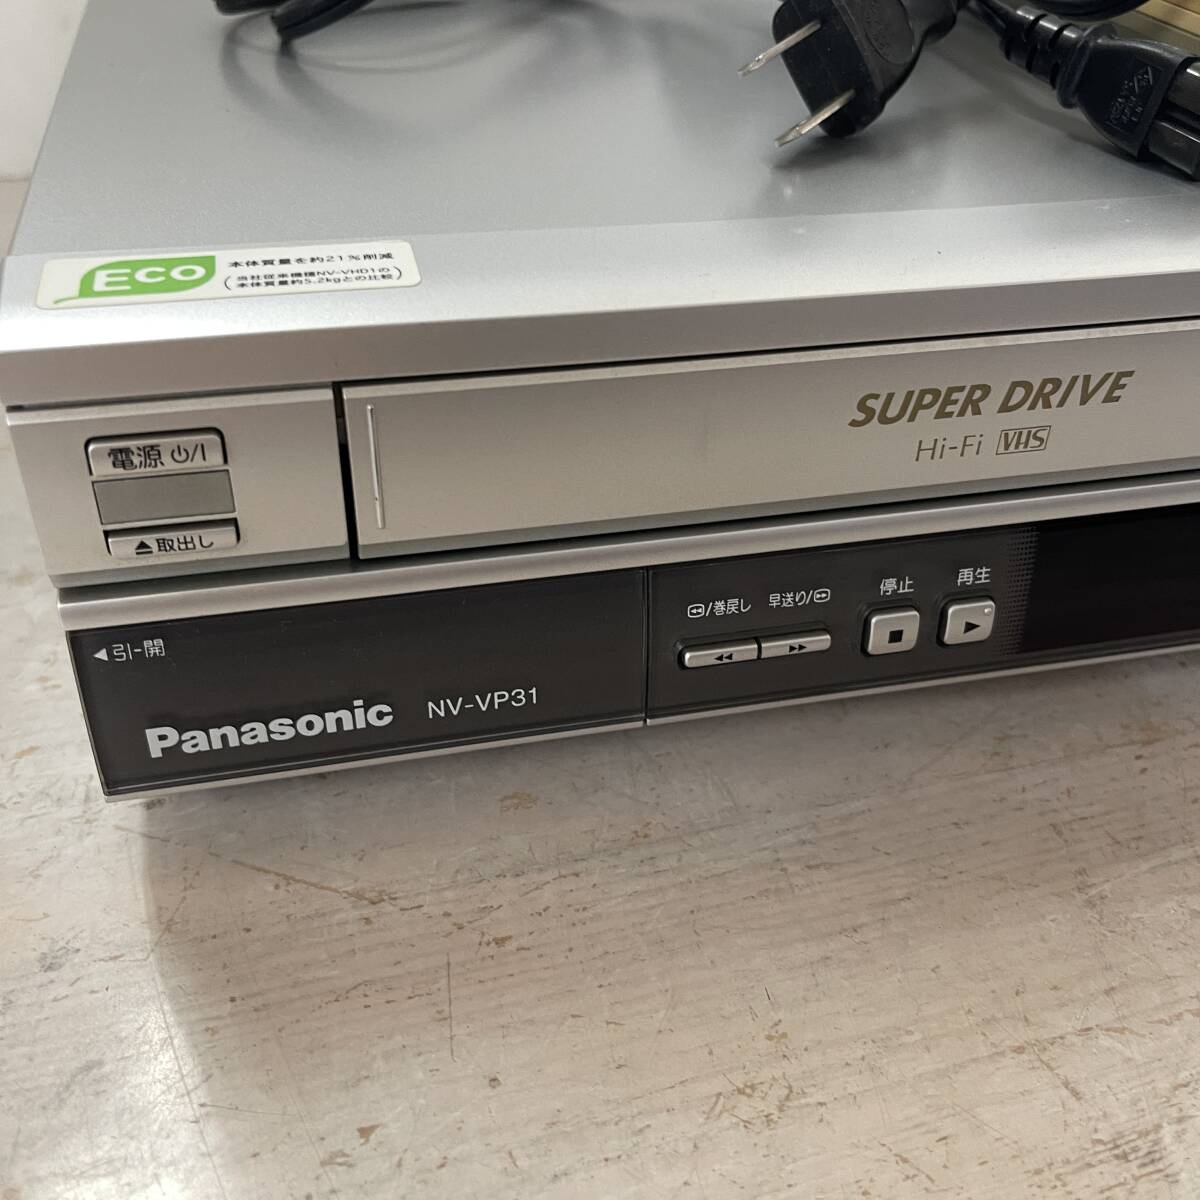 ECO
本体質量を約21%削減
(当社従来機種NV-VHD1の
本体質量約5.2kgとの比較)
SUPER DRIVE
Hi-Fi VHS
電源 ⏻/I
▲取出し
◀◀/巻戻し 早送り/▶▶
停止
再生
◀引-開
Panasonic NV-VP31